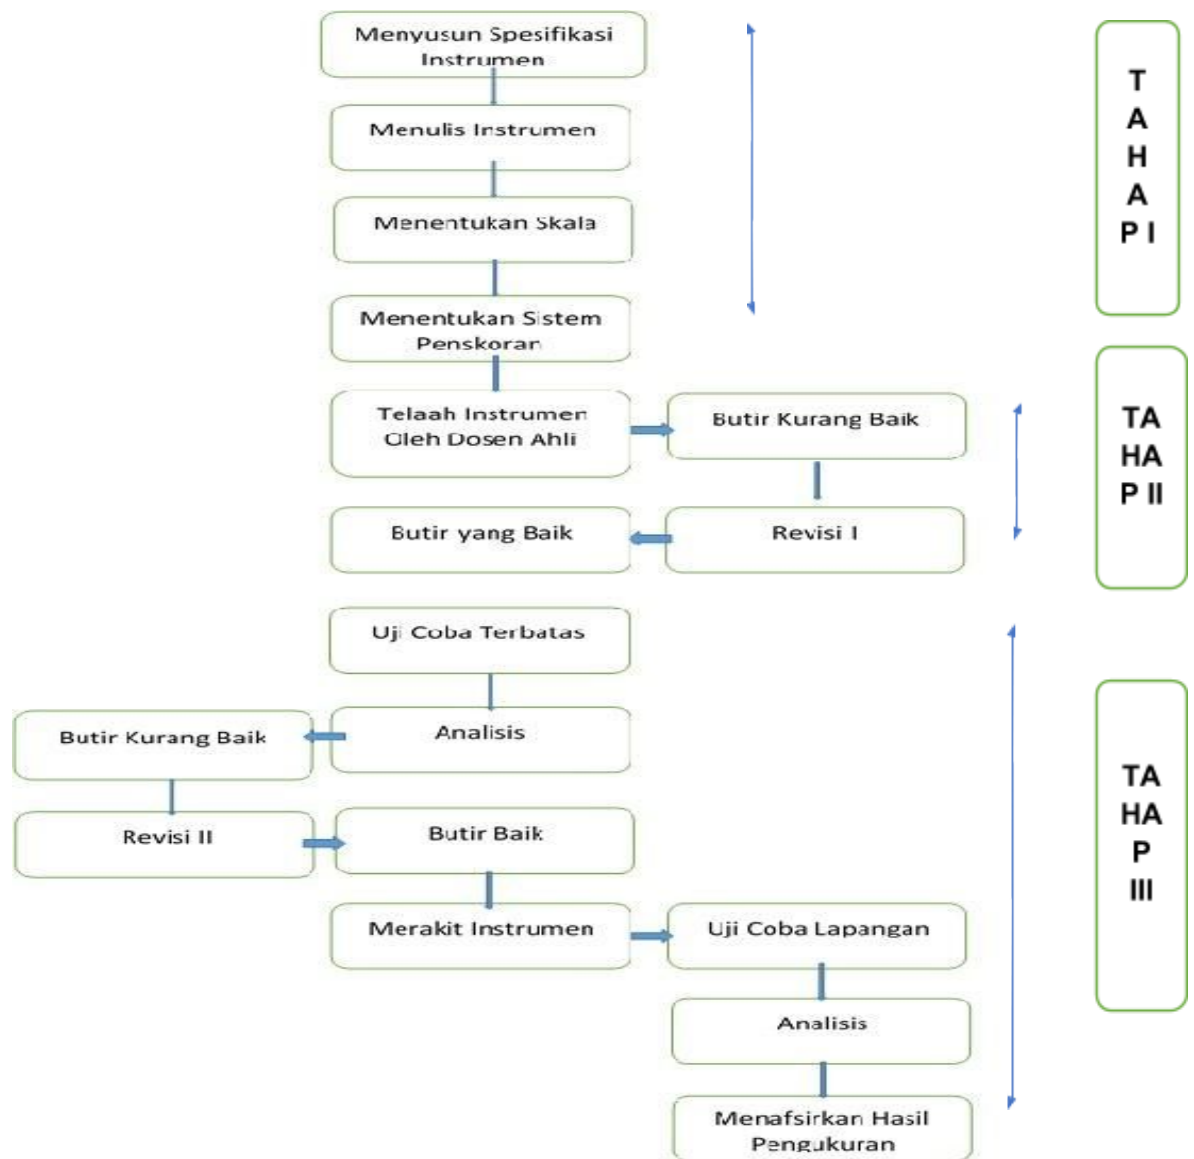 Menyusun Spesifikasi
Instrumen
Menulis Instrumen
Menentukan Skala
Menentukan Sistem
Penskoran
T
A
H
A
P I
Telaah Instrumen
Oleh Dosen Ahli
Butir Kurang Baik
Butir yang Baik
Revisi I
TA
HA
P II
Uji Coba Terbatas
Analisis
Butir Kurang Baik
Revisi II
Butir Baik
Merakit Instrumen
Uji Coba Lapangan
Analisis
Menafsirkan Hasil
Pengukuran
TA
HA
P
III